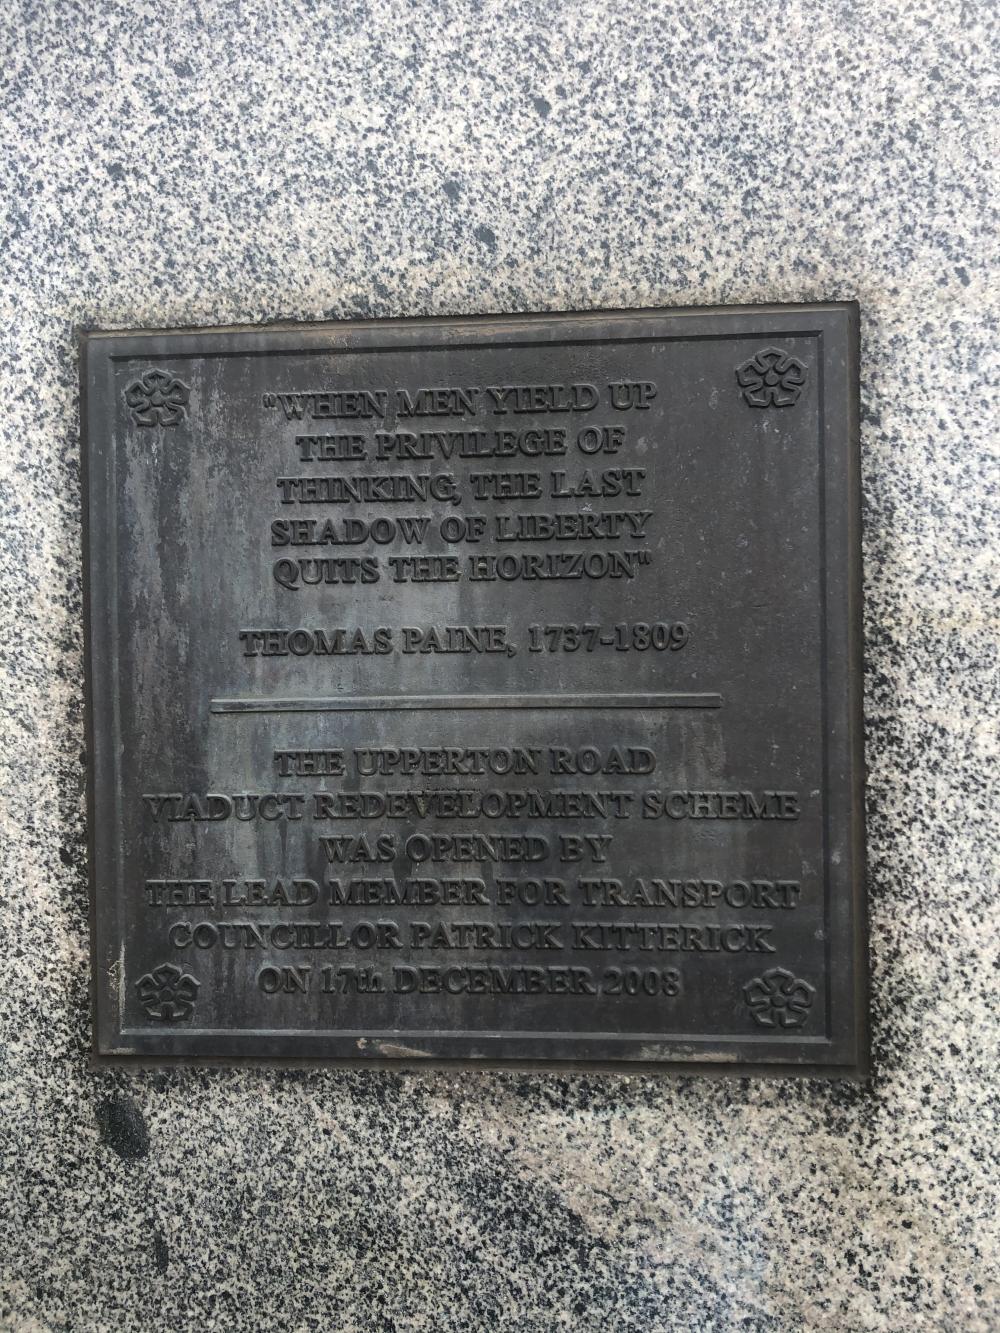 "WHEN MEN YIELD UP
THE PRIVILEGE OF
THINKING, THE LAST
SHADOW OF LIBERTY
QUITS THE HORIZON"
THOMAS PAINE, 1737-1809
THE UPPERTON ROAD
VIADUCT REDEVELOPMENT SCHEME
WAS OPENED BY
THE LEAD MEMBER FOR TRANSPORT
COUNCILLOR PATRICK KITTERICK
ON 17th DECEMBER 2008